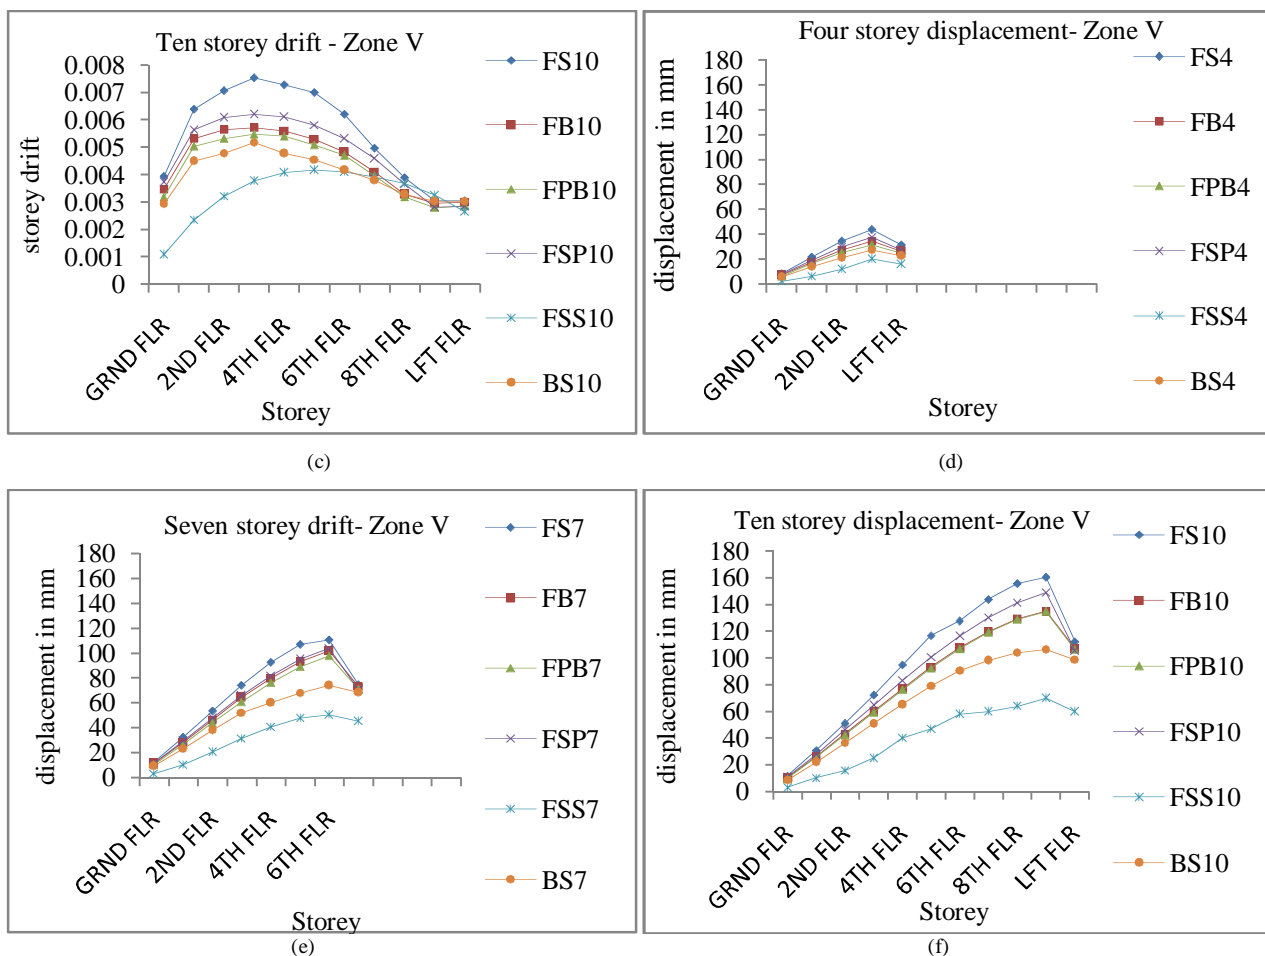 Ten storey drift - Zone V
0.008
0.007
0.006
0.005
0.004
0.003
0.002
0.001
0
storey drift
GRND FLR
2ND FLR
4TH FLR
6TH FLR
8TH FLR
LFT FLR
Storey
FS10
FB10
FPB10
FSP10
FSS10
BS10
(c)
Four storey displacement- Zone V
180
160
140
120
100
80
60
40
20
0
displacement in mm
GRND FLR
2ND FLR
LFT FLR
Storey
FS4
FB4
FPB4
FSP4
FSS4
BS4
(d)
Seven storey drift- Zone V
180
160
140
120
100
80
60
40
20
0
displacement in mm
GRND FLR
2ND FLR
4TH FLR
6TH FLR
Storey
FS7
FB7
FPB7
FSP7
FSS7
BS7
(e)
Ten storey displacement- Zone V
180
160
140
120
100
80
60
40
20
0
displacement in mm
GRND FLR
2ND FLR
4TH FLR
6TH FLR
8TH FLR
LFT FLR
Storey
FS10
FB10
FPB10
FSP10
FSS10
BS10
(f)